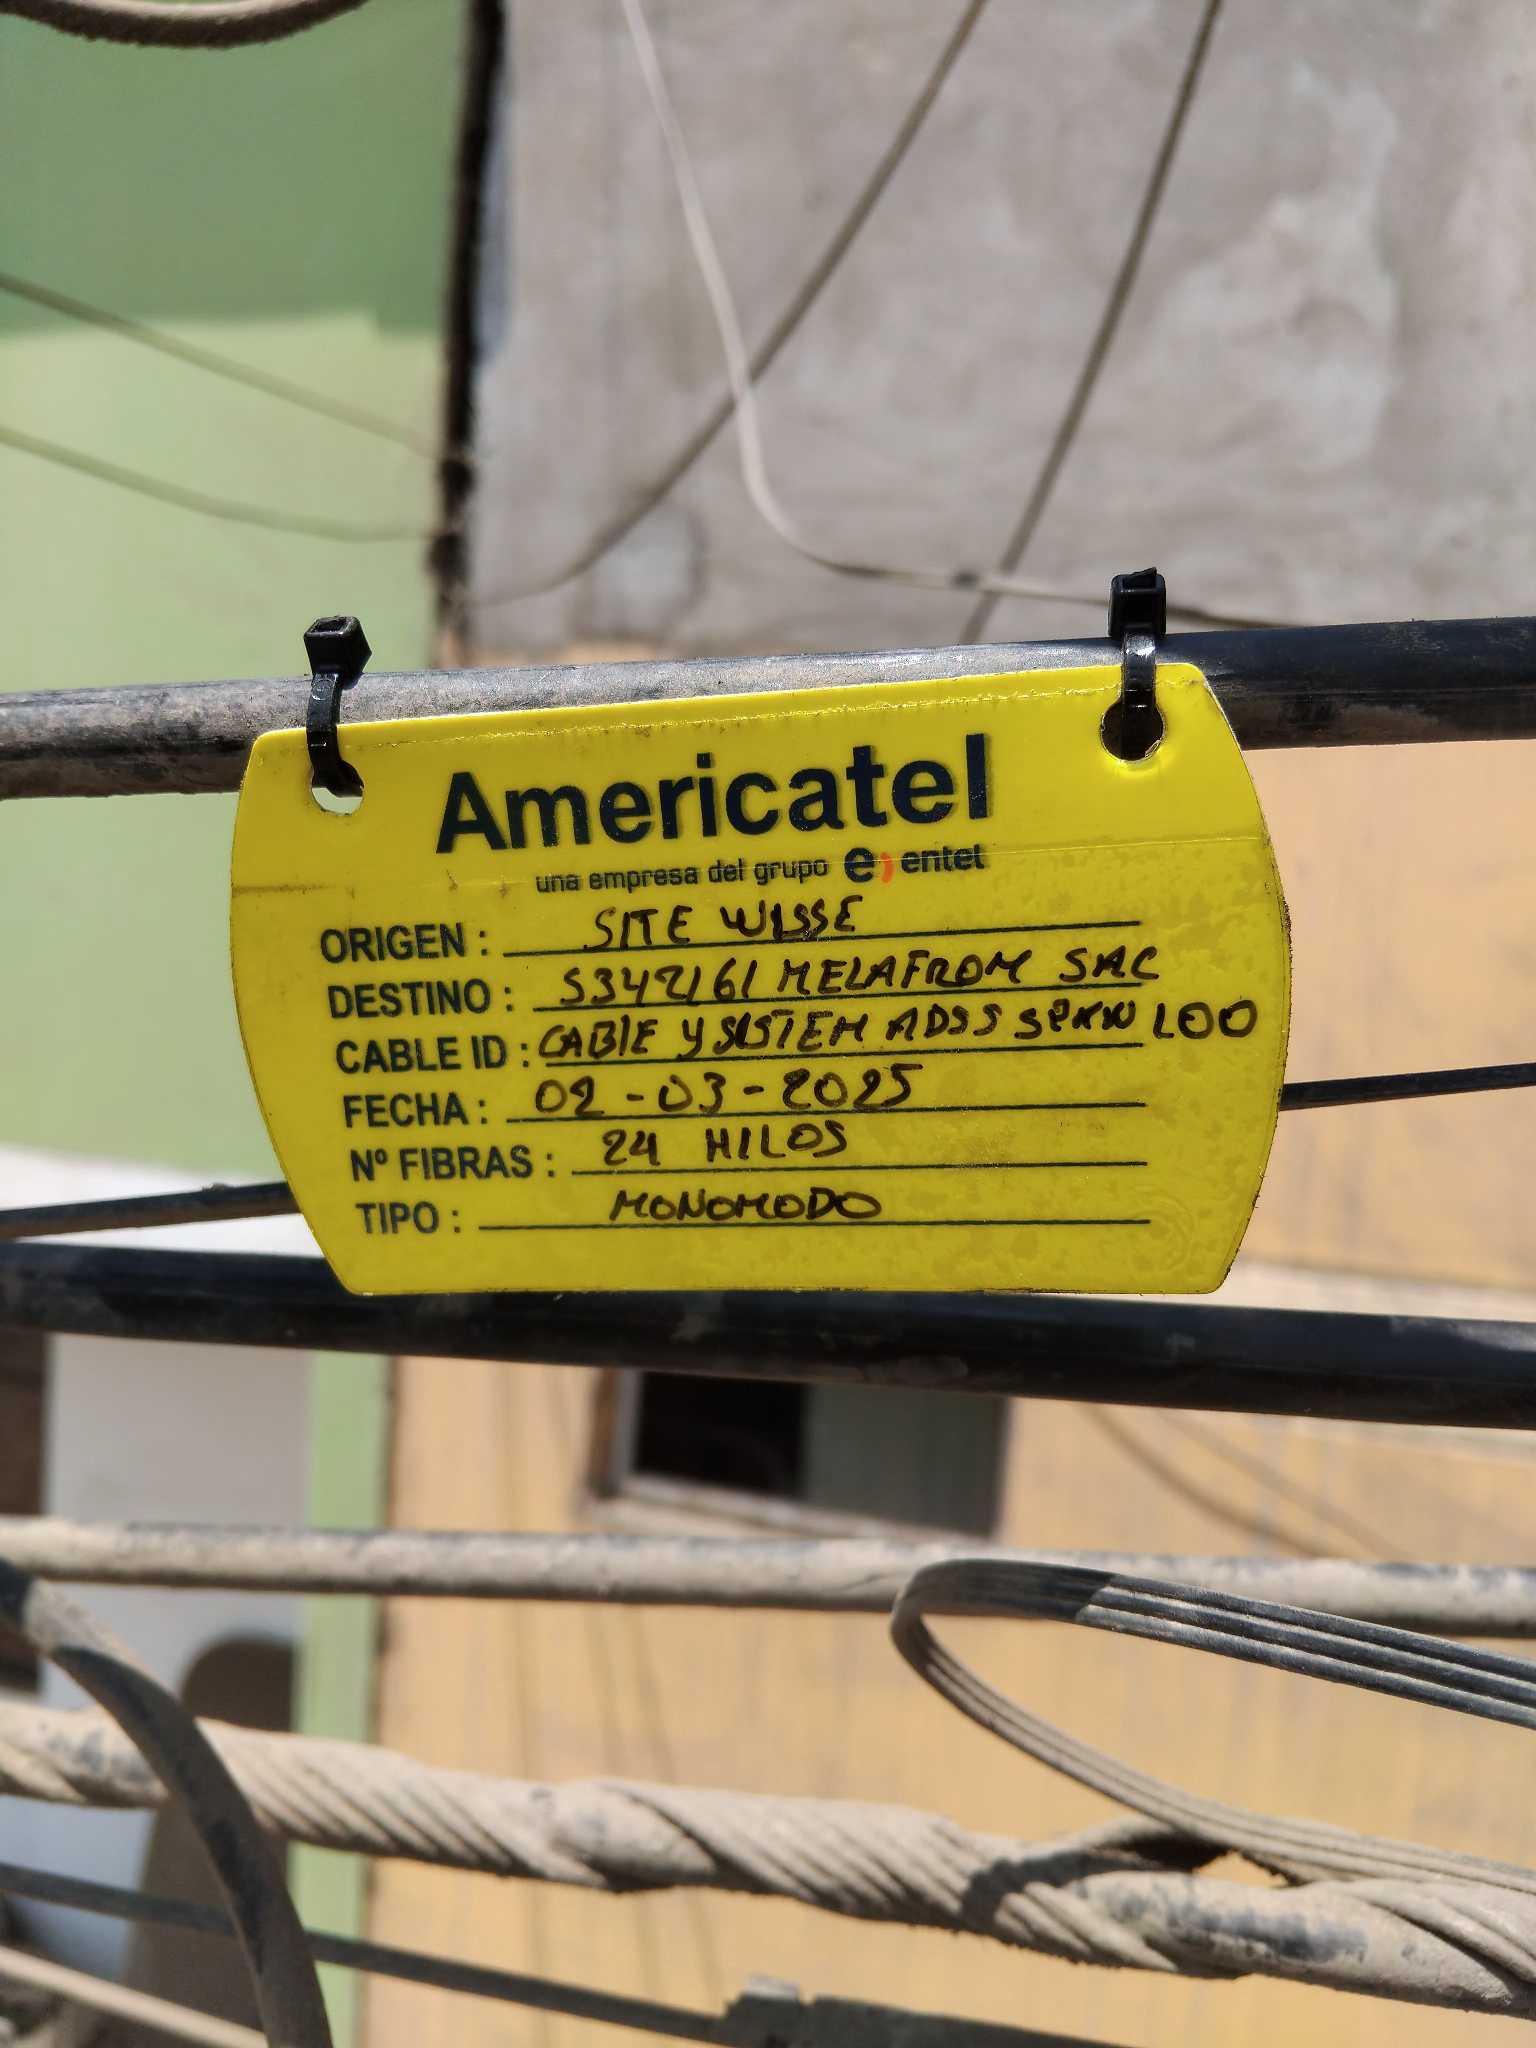 Americatel
una empresa del grupo e) entel
ORIGEN : SITE WISSE
DESTINO : S342161 MELAFROM SAC
CABLE ID : CABlE Y SISTEM ADSS SPAN 100
FECHA : 02-03-2025
Nº FIBRAS : 24 HILOS
TIPO : MONOMODO